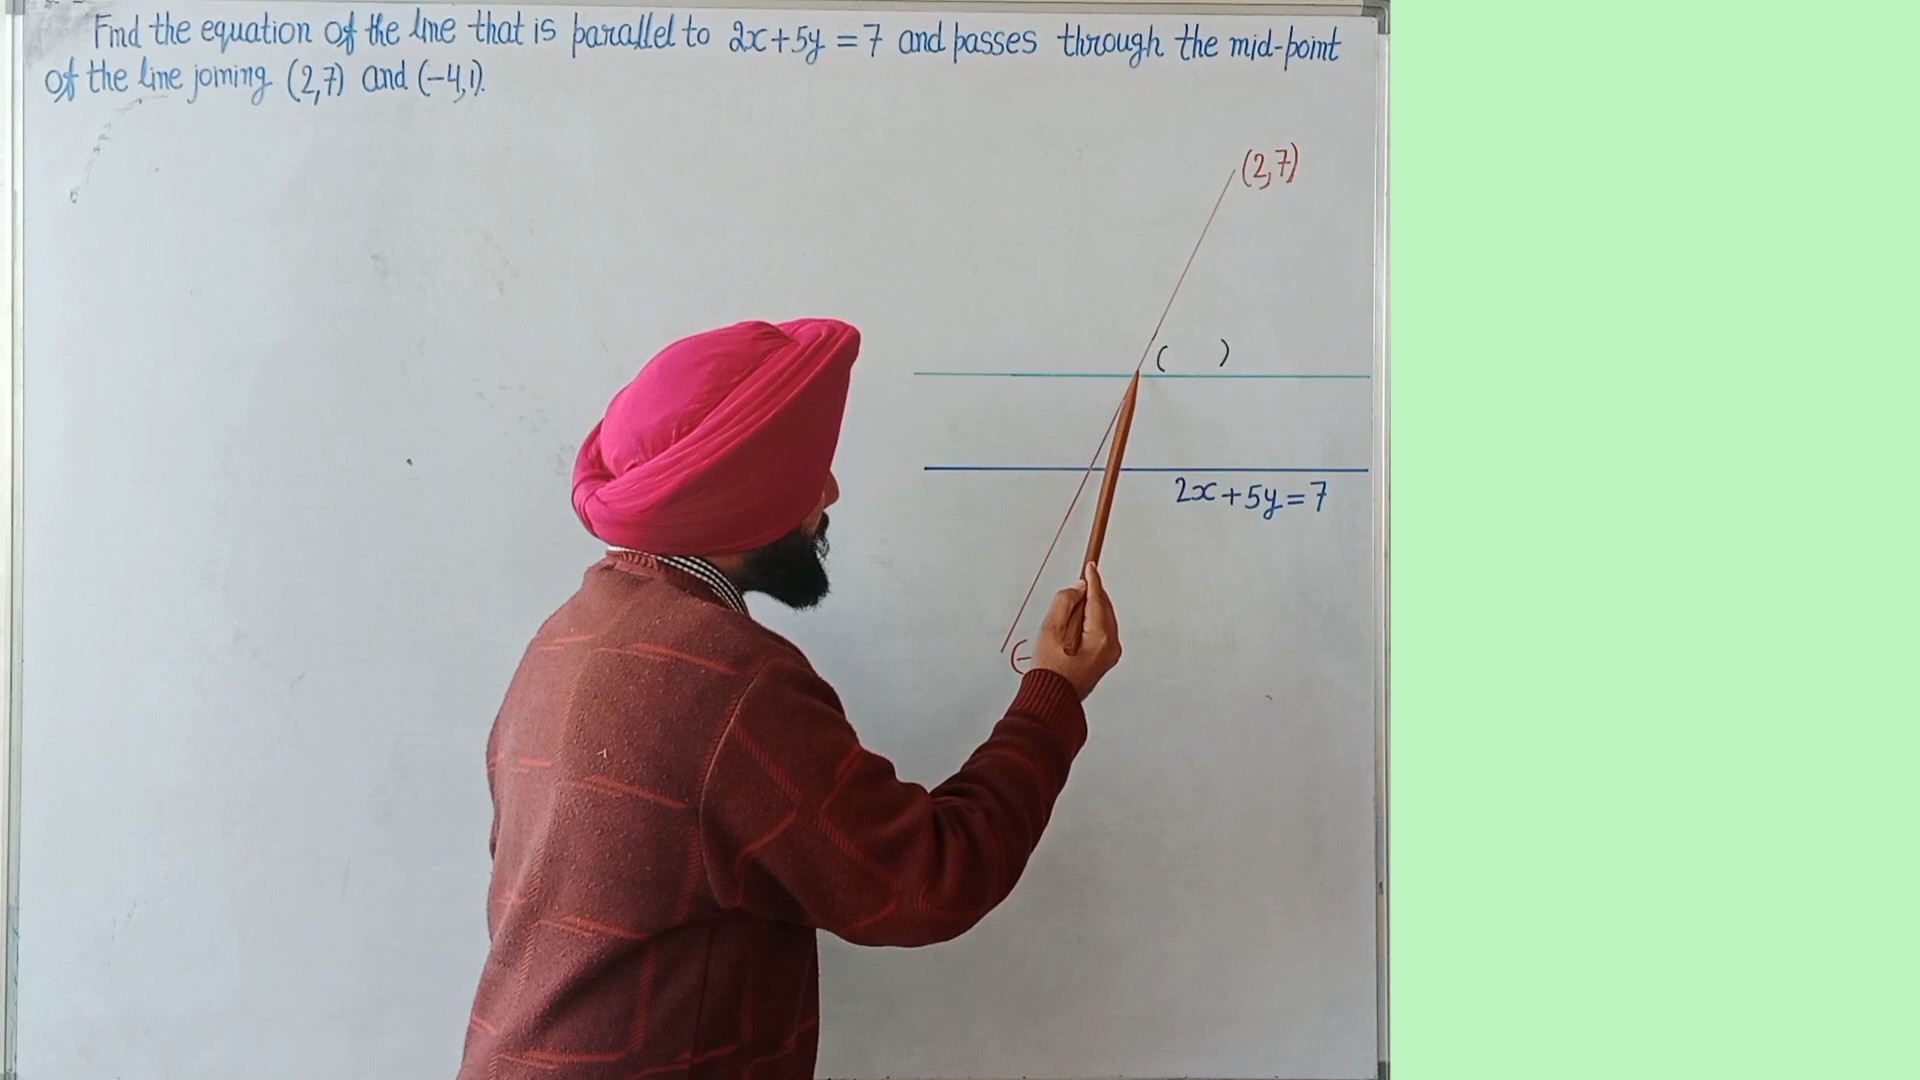 Find the equation of the line that is parallel to 2x+5y=7 and passes through the mid-point
of the line joining (2,7) and (-4,1).
(2,7)
( )
2x+5y=7
(-